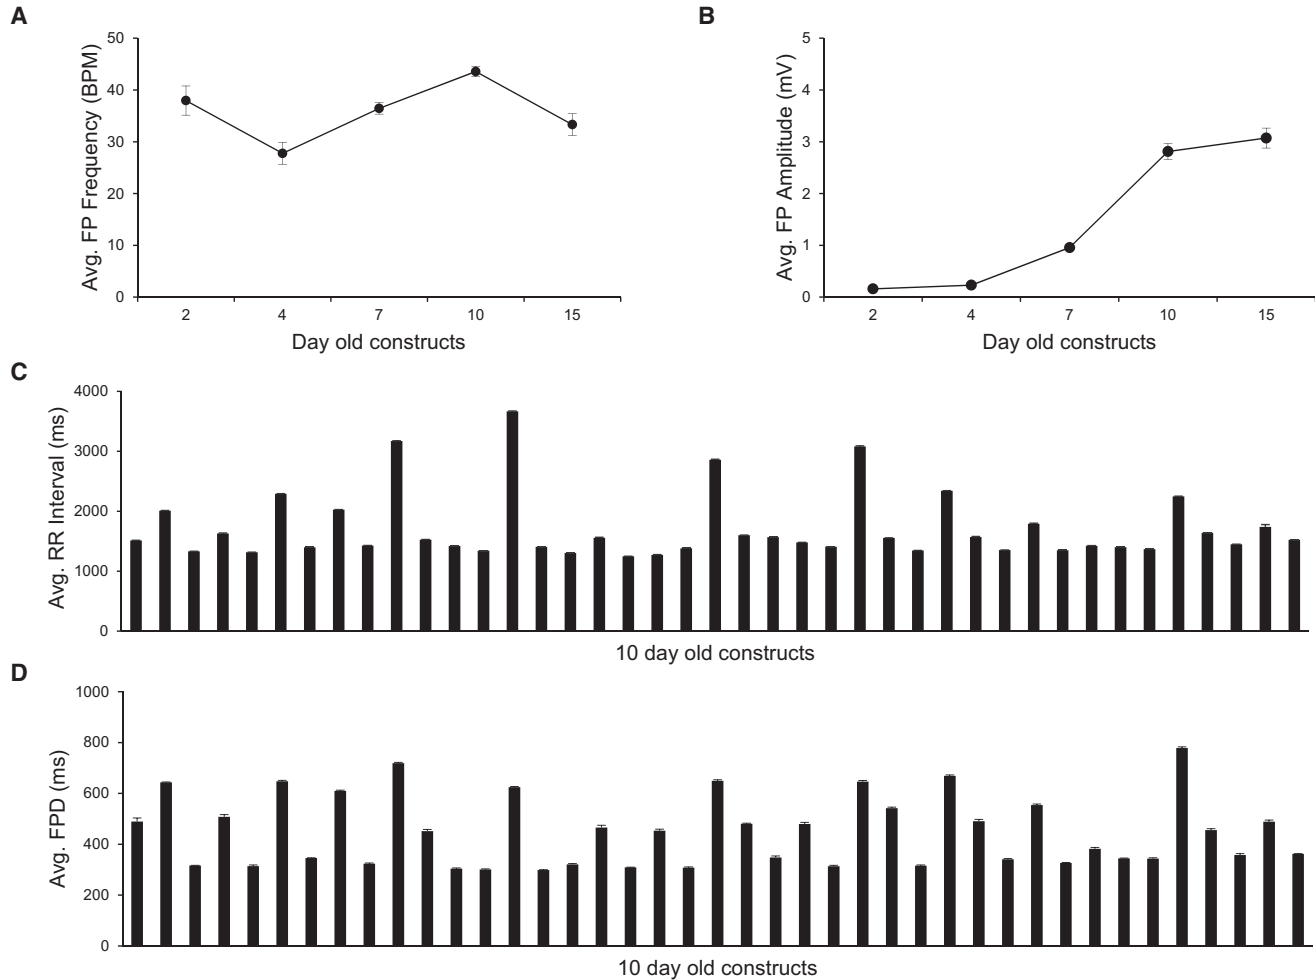 A
Avg. FP Frequency (BPM)
50
40
30
20
10
0
2 4 7 10 15
Day old constructs
B
Avg. FP Amplitude (mV)
5
4
3
2
1
0
2 4 7 10 15
Day old constructs
C
Avg. RR Interval (ms)
4000
3000
2000
1000
0
10 day old constructs
D
Avg. FPD (ms)
1000
800
600
400
200
0
10 day old constructs